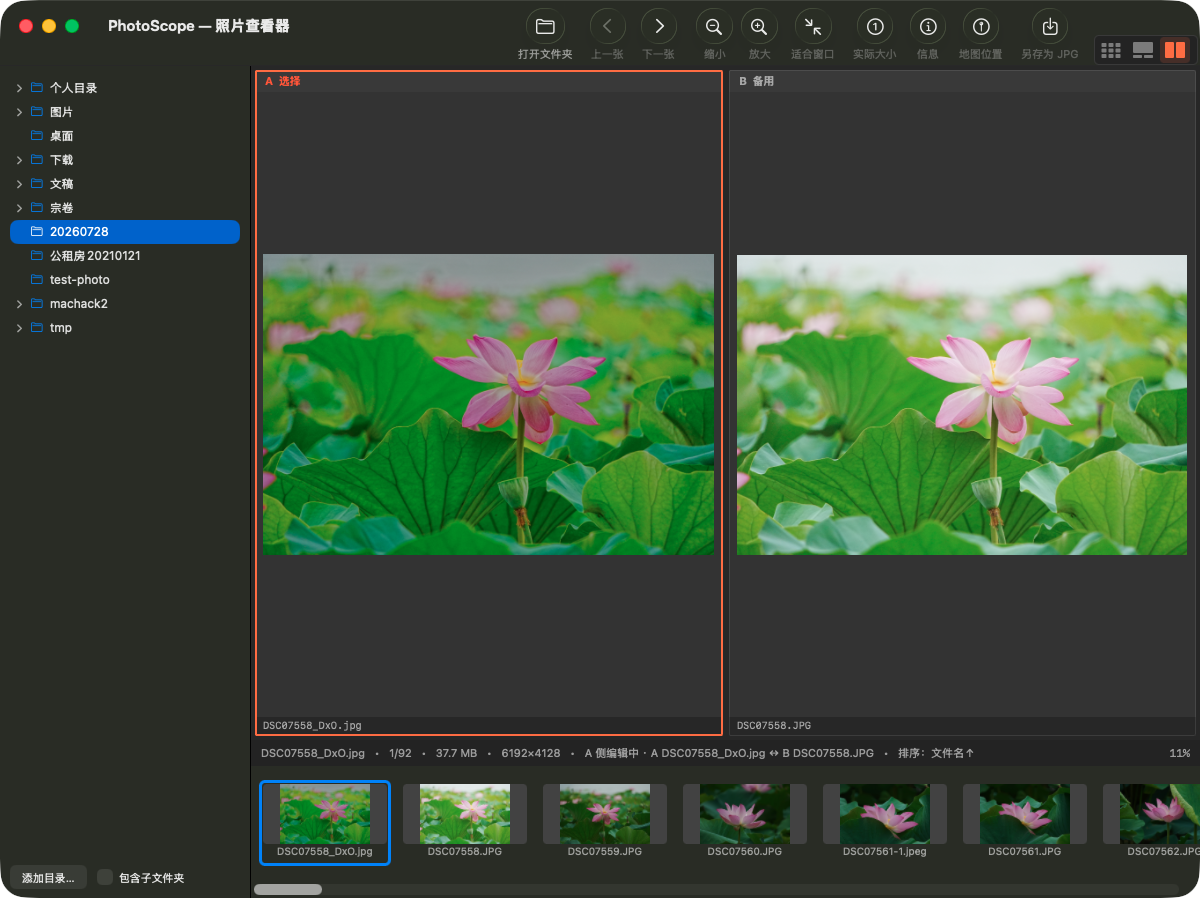 PhotoScope — 照片查看器
打开文件夹
上一张
下一张
缩小
放大
适合窗口
实际大小
信息
地图位置
另存为 JPG
个人目录
图片
桌面
下载
文稿
宗卷
20260728
公租房20210121
test-photo
machack2
tmp
添加目录...
包含子文件夹
A 选择
DSC07558_DxO.jpg
B 备用
DSC07558.JPG
DSC07558_DxO.jpg • 1/92 • 37.7 MB • 6192×4128 • A 侧编辑中 · A DSC07558_DxO.jpg ↔ B DSC07558.JPG • 排序：文件名↑
11%
DSC07558_DxO.jpg
DSC07558.JPG
DSC07559.JPG
DSC07560.JPG
DSC07561-1.jpeg
DSC07561.JPG
DSC07562.JPG